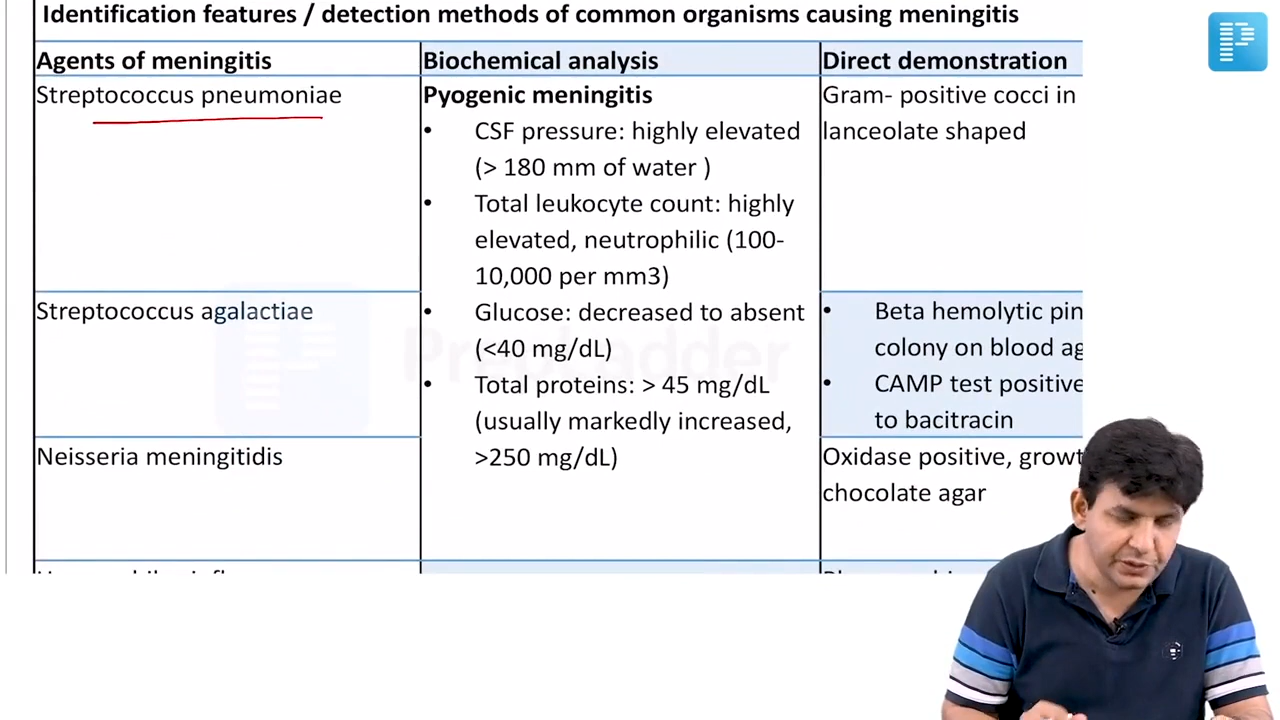 Identification features / detection methods of common organisms causing meningitis
Agents of meningitis
Biochemical analysis
Direct demonstration
Streptococcus pneumoniae
Pyogenic meningitis
• CSF pressure: highly elevated
(> 180 mm of water )
• Total leukocyte count: highly
elevated, neutrophilic (100-
10,000 per mm3)
• Glucose: decreased to absent
(<40 mg/dL)
• Total proteins: > 45 mg/dL
(usually markedly increased,
>250 mg/dL)
Gram- positive cocci in
lanceolate shaped
Streptococcus agalactiae
• Beta hemolytic pin
colony on blood ag
• CAMP test positive
to bacitracin
Neisseria meningitidis
Oxidase positive, growt
chocolate agar
PrepLadder